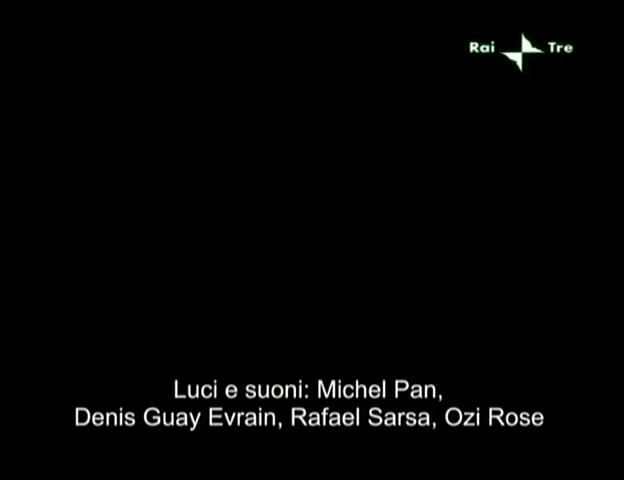 Rai Tre
Luci e suoni: Michel Pan,
Denis Guay Evrain, Rafael Sarsa, Ozi Rose